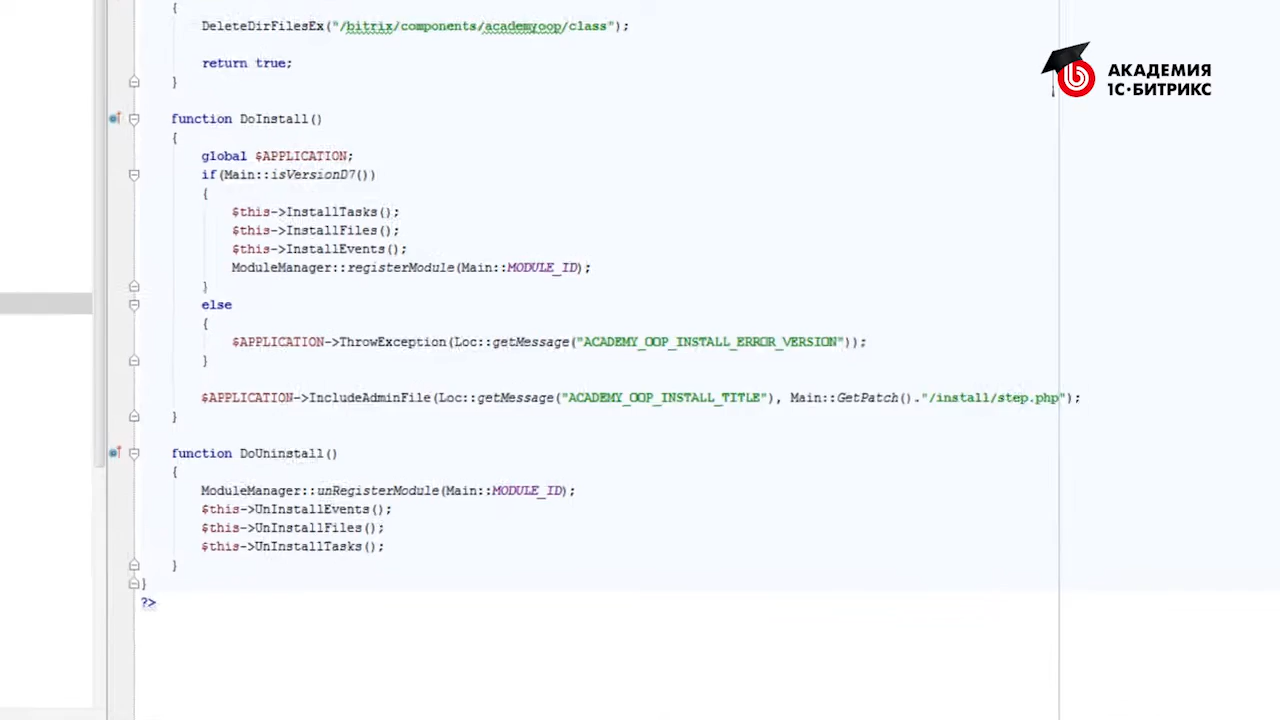 {
DeleteDirFilesEx("/bitrix/components/academyoop/class");
return true;
}
function DoInstall()
{
global $APPLICATION;
if(Main::isVersionD7())
{
$this->InstallTasks();
$this->InstallFiles();
$this->InstallEvents();
ModuleManager::registerModule(Main::MODULE_ID);
}
else
{
$APPLICATION->ThrowException(Loc::getMessage("ACADEMY_OOP_INSTALL_ERROR_VERSION"));
}
$APPLICATION->IncludeAdminFile(Loc::getMessage("ACADEMY_OOP_INSTALL_TITLE"), Main::GetPatch()."/install/step.php");
}
function DoUninstall()
{
ModuleManager::unRegisterModule(Main::MODULE_ID);
$this->UnInstallEvents();
$this->UnInstallFiles();
$this->UnInstallTasks();
}
}
?>
АКАДЕМИЯ
1С·БИТРИКС